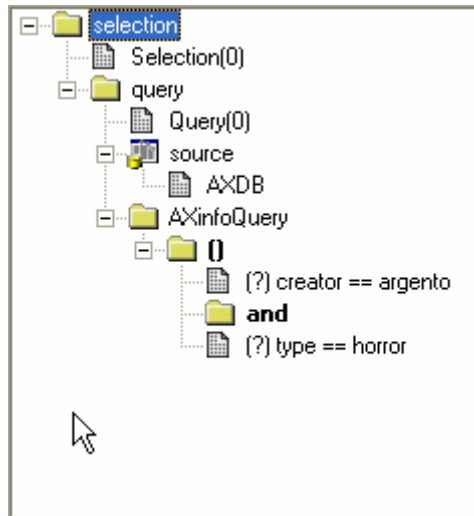 selection
Selection(0)
query
Query(0)
source
AXDB
AXinfoQuery
()
(?) creator == argento
and
(?) type == horror